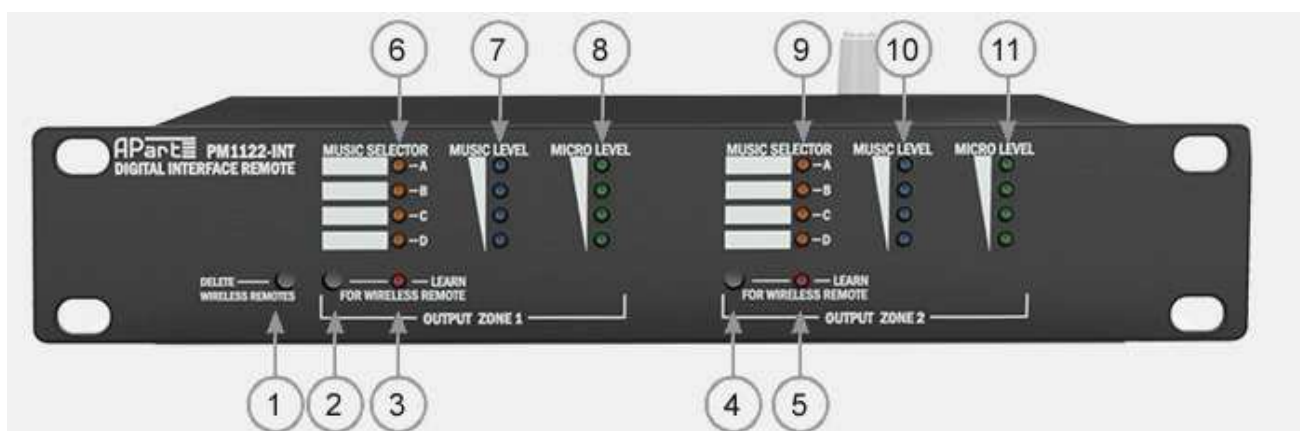 6 7 8 9 10 11
APart PM1122-INT
DIGITAL INTERFACE REMOTE
MUSIC SELECTOR MUSIC LEVEL MICRO LEVEL
A
B
C
D
MUSIC SELECTOR MUSIC LEVEL MICRO LEVEL
A
B
C
D
DELETE
WIRELESS REMOTES
LEARN
FOR WIRELESS REMOTE
OUTPUT ZONE 1
LEARN
FOR WIRELESS REMOTE
OUTPUT ZONE 2
1 2 3 4 5